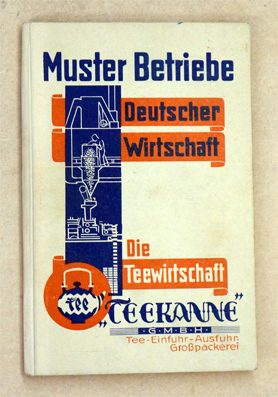 Muster Betriebe
Deutscher
Wirtschaft
Die
Teewirtschaft
Tee
„TEEKANNE”
G·M·B·H·
Tee-Einfuhr-Ausfuhr-
Großpackerei